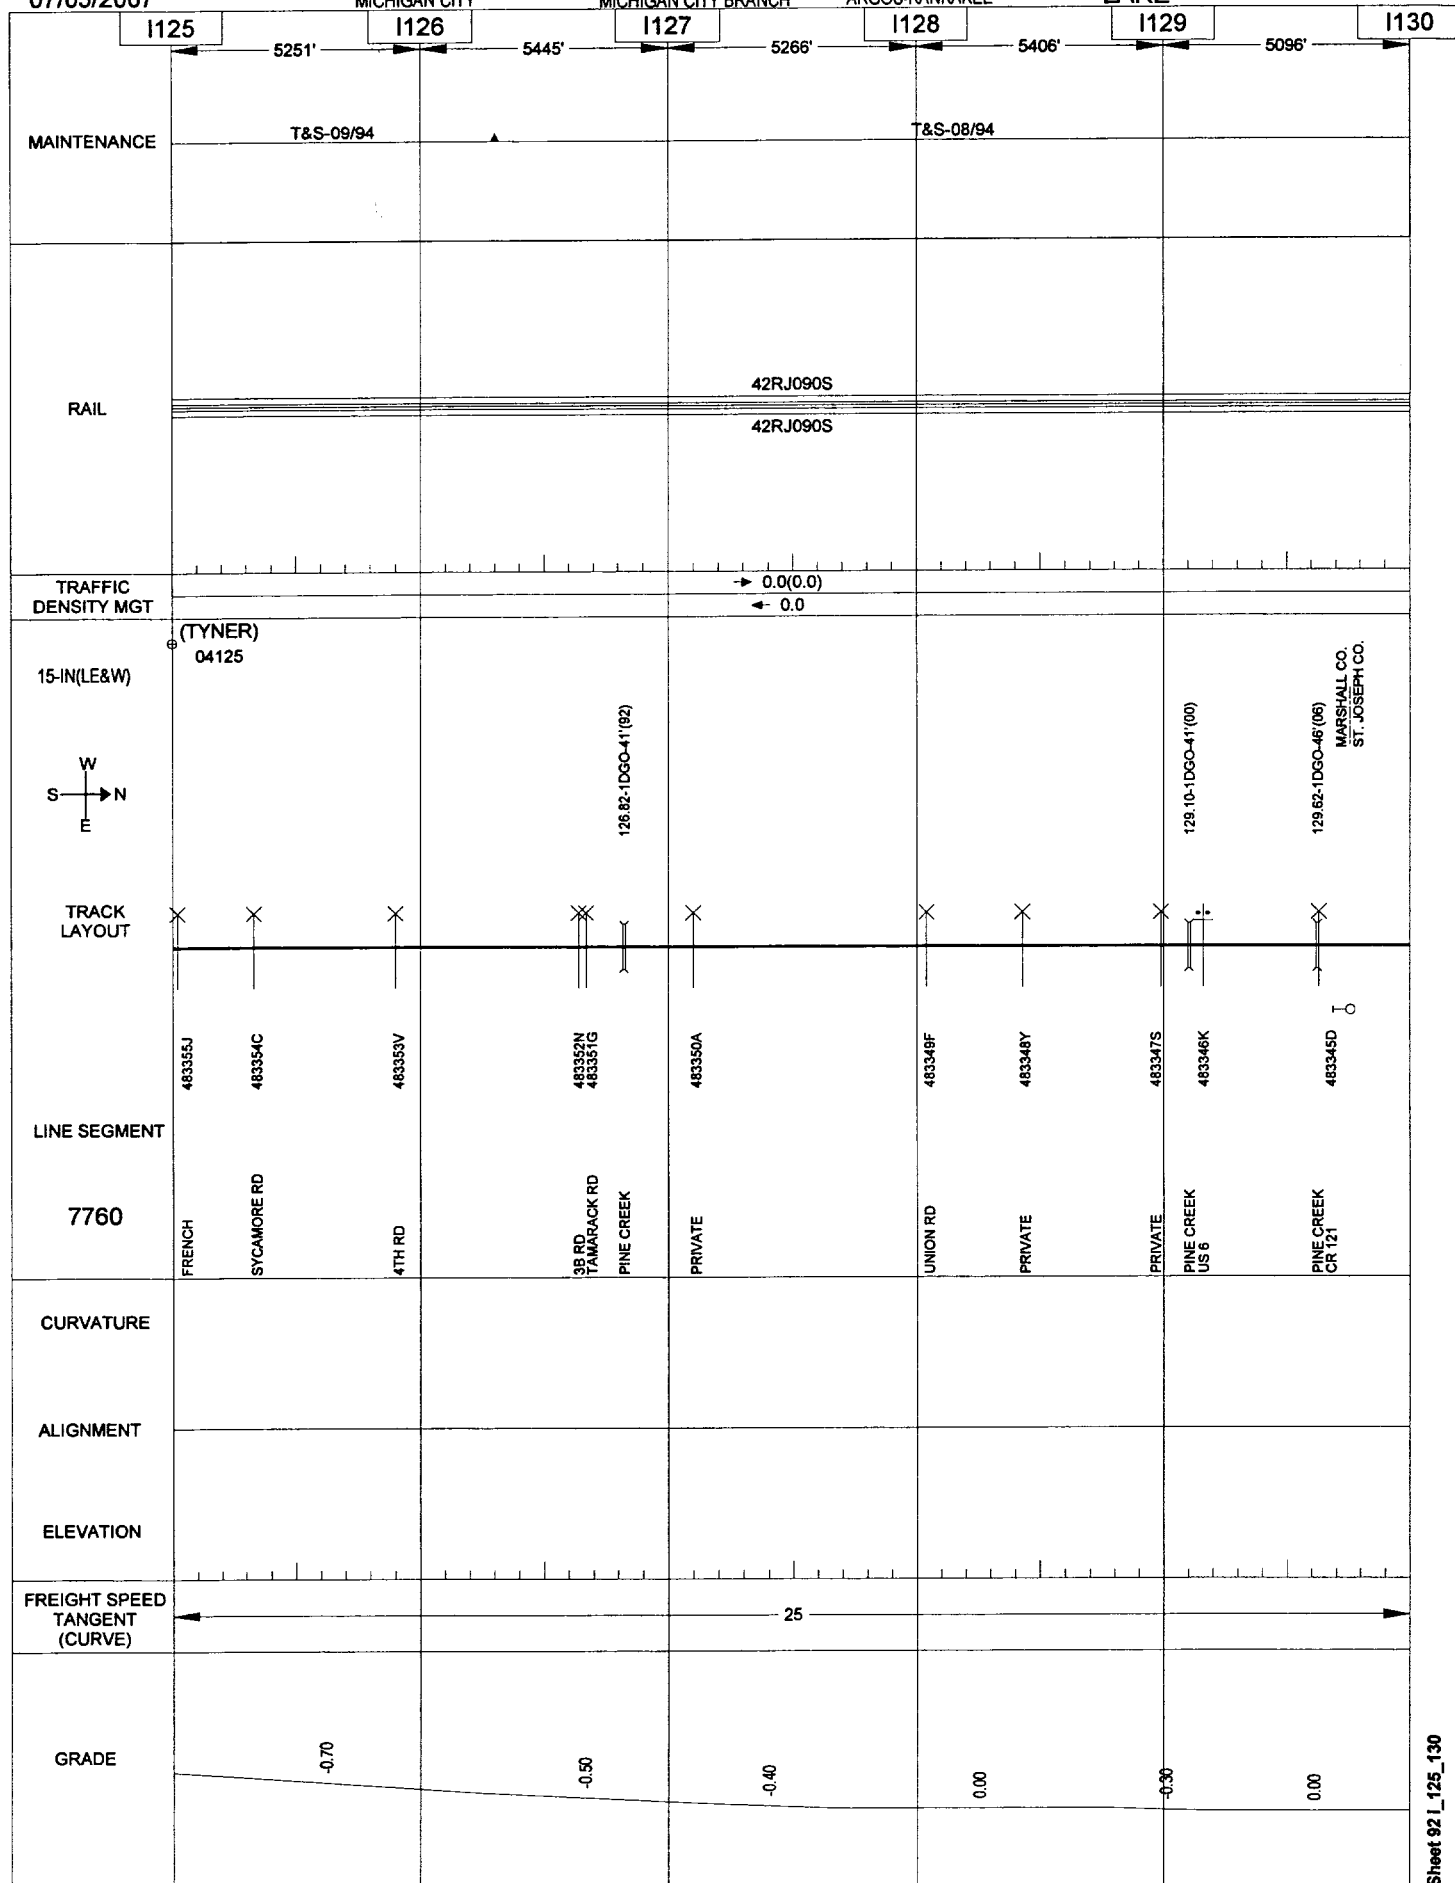 07/05/2007 MICHIGAN CITY MICHIGAN CITY BRANCH ARGOS-KANKAKEE LAKE
I125 I126 I127 I128 I129 I130
5251' 5445' 5266' 5406' 5096'
MAINTENANCE
T&S-09/94 T&S-08/94
RAIL
42RJ090S
42RJ090S
TRAFFIC
DENSITY MGT
0.0(0.0)
0.0
(TYNER)
04125
15-IN(LE&W)
W
S N
E
126.82-1DGO-41'(92)
129.10-1DGO-41'(00)
129.62-1DGO-46'(06)
MARSHALL CO.
ST. JOSEPH CO.
TRACK
LAYOUT
483355J
483354C
483353V
483352N
483351G
483350A
483349F
483348Y
483347S
483346K
483345D
LINE SEGMENT
7760
FRENCH
SYCAMORE RD
4TH RD
3B RD
TAMARACK RD
PINE CREEK
PRIVATE
UNION RD
PRIVATE
PRIVATE
PINE CREEK
US 6
PINE CREEK
CR 121
CURVATURE
ALIGNMENT
ELEVATION
FREIGHT SPEED
TANGENT
(CURVE)
25
GRADE
-0.70
-0.50
-0.40
0.00
-0.30
0.00
Sheet 92 I_125_130